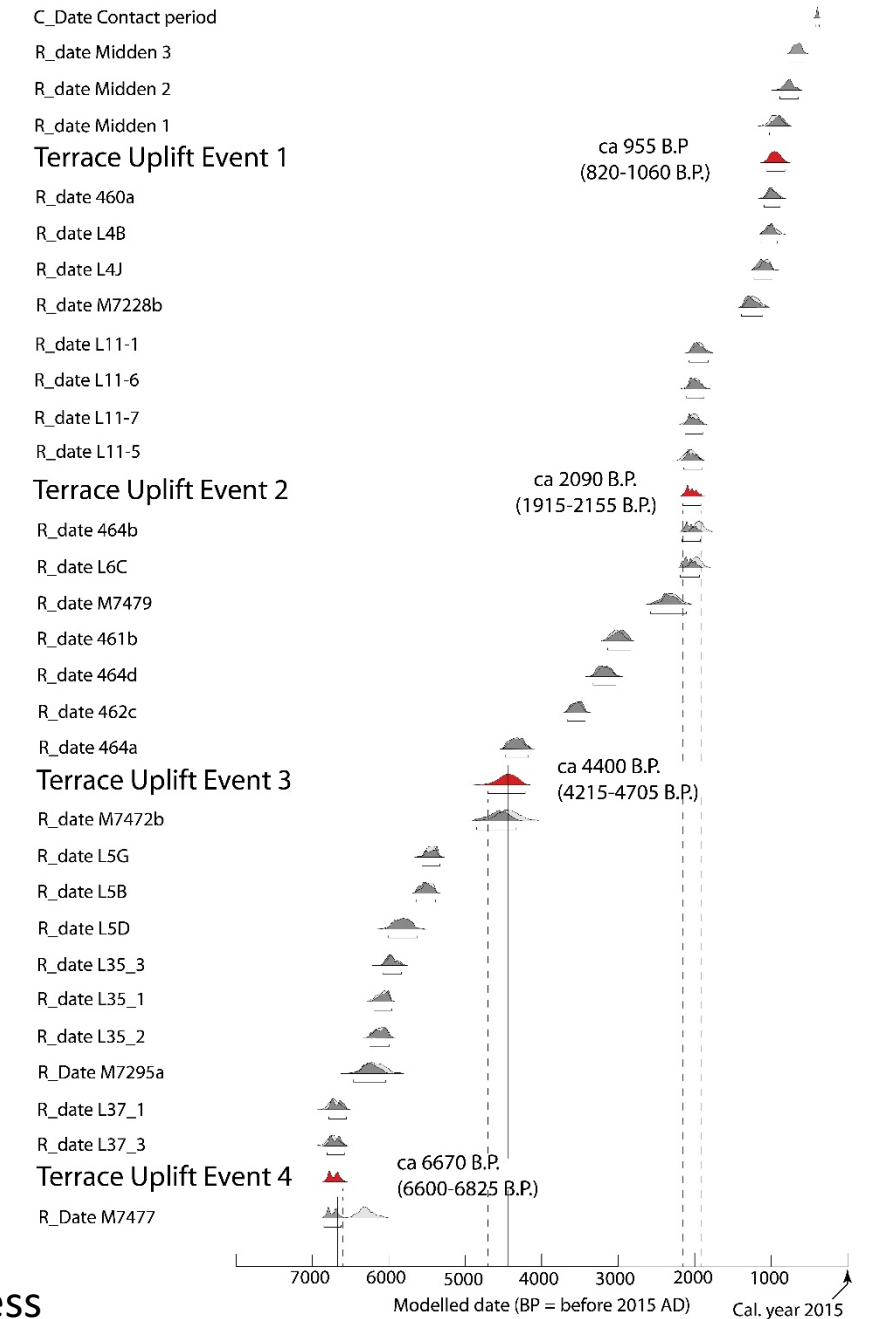 C_Date Contact period
R_date Midden 3
R_date Midden 2
R_date Midden 1
Terrace Uplift Event 1
ca 955 B.P
(820-1060 B.P.)
R_date 460a
R_date L4B
R_date L4J
R_date M7228b
R_date L11-1
R_date L11-6
R_date L11-7
R_date L11-5
Terrace Uplift Event 2
ca 2090 B.P.
(1915-2155 B.P.)
R_date 464b
R_date L6C
R_date M7479
R_date 461b
R_date 464d
R_date 462c
R_date 464a
Terrace Uplift Event 3
ca 4400 B.P.
(4215-4705 B.P.)
R_date M7472b
R_date L5G
R_date L5B
R_date L5D
R_date L35_3
R_date L35_1
R_date L35_2
R_Date M7295a
R_date L37_1
R_date L37_3
Terrace Uplift Event 4
ca 6670 B.P.
(6600-6825 B.P.)
R_Date M7477
7000 6000 5000 4000 3000 2000 1000
Modelled date (BP = before 2015 AD)
Cal. year 2015
ess